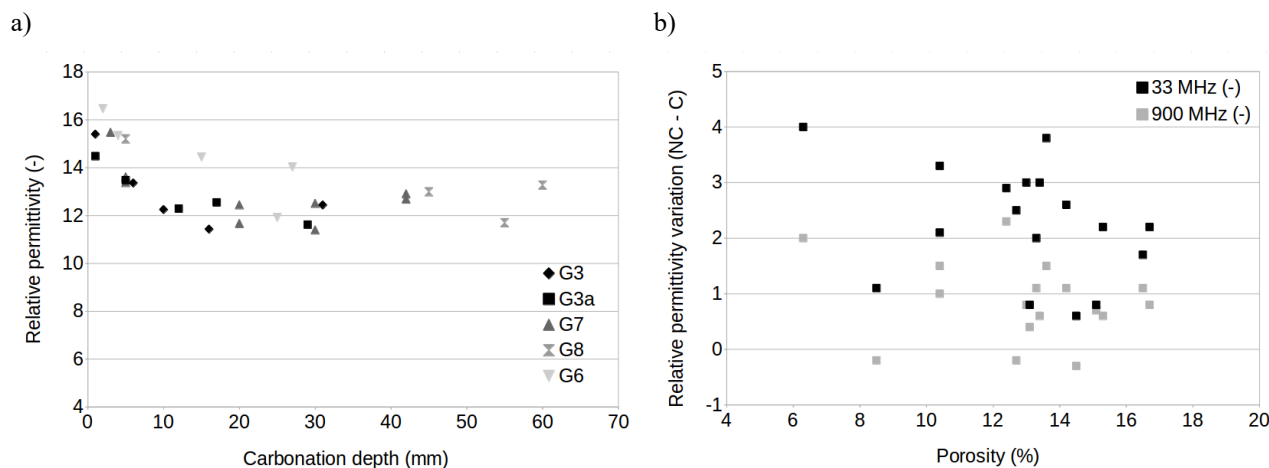 a)
18
16
14
12
10
8
6
4
0
10
20
30
40
50
60
70
Relative permittivity (-)
Carbonation depth (mm)
G3
G3a
G7
G8
G6
b)
5
4
3
2
1
0
-1
4
6
8
10
12
14
16
18
20
Relative permittivity variation (NC - C)
Porosity (%)
33 MHz (-)
900 MHz (-)